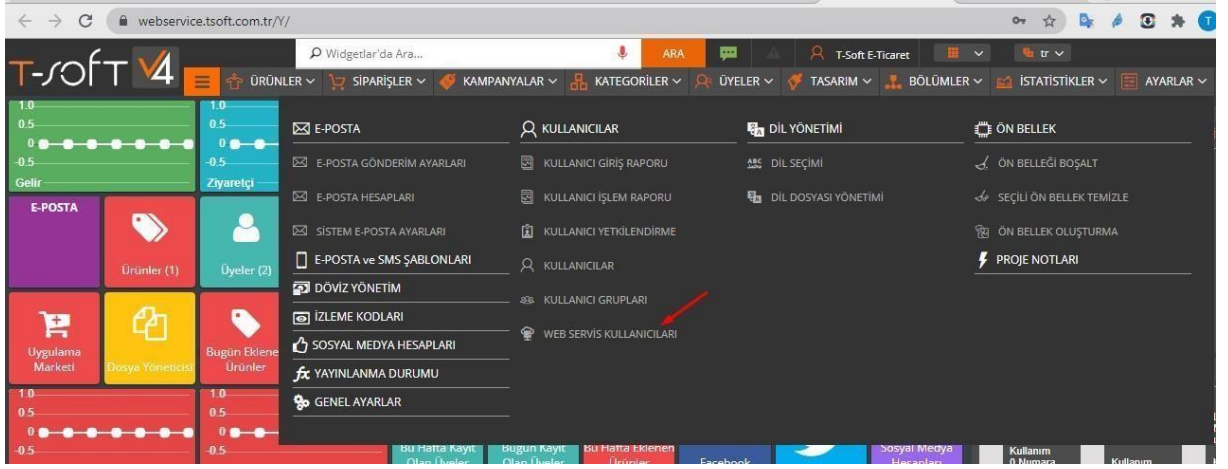 webservice.tsoft.com.tr/Y/
T-SOFT V4
Widgetlar'da Ara...
ARA
T-Soft E-Ticaret
tr
ÜRÜNLER
SİPARİŞLER
KAMPANYALAR
KATEGORİLER
ÜYELER
TASARIM
BÖLÜMLER
İSTATİSTİKLER
AYARLAR
1.0
0.5
0
-0.5
Gelir
1.0
0.5
0
-0.5
Ziyaretçi
E-POSTA
Ürünler (1)
Üyeler (2)
Uygulama
Marketi
Dosya Yöneticisi
Bugün Eklene
Ürünler
1.0
0.5
0
-0.5
1.0
0.5
0
-0.5
E-POSTA
E-POSTA GÖNDERİM AYARLARI
E-POSTA HESAPLARI
SİSTEM E-POSTA AYARLARI
E-POSTA ve SMS ŞABLONLARI
DÖVİZ YÖNETİM
İZLEME KODLARI
SOSYAL MEDYA HESAPLARI
YAYINLANMA DURUMU
GENEL AYARLAR
KULLANICILAR
KULLANICI GİRİŞ RAPORU
KULLANICI İŞLEM RAPORU
KULLANICI YETKİLENDİRME
KULLANICILAR
KULLANICI GRUPLARI
WEB SERVİS KULLANICILARI
DİL YÖNETİMİ
DİL SEÇİMİ
DİL DOSYASI YÖNETİMİ
ÖN BELLEK
ÖN BELLEĞİ BOŞALT
SEÇİLİ ÖN BELLEK TEMİZLE
ÖN BELLEK OLUŞTURMA
PROJE NOTLARI
Bu Hafta Kayıt
Olan Üyeler
Bugün Kayıt
Olan Üyeler
Bu Hafta Eklenen
Ürünler
Facebook
Sosyal Medya
Hesapları
Kullanım
0 Numara
Kullanım